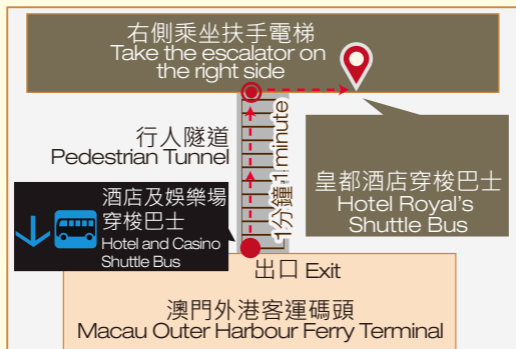 右側乘坐扶手電梯
Take the escalator on
the right side
行人隧道
Pedestrian Tunnel
1分鐘 1 minute
皇都酒店穿梭巴士
Hotel Royal's
Shuttle Bus
酒店及娛樂場
穿梭巴士
Hotel and Casino
Shuttle Bus
出口 Exit
澳門外港客運碼頭
Macau Outer Harbour Ferry Terminal